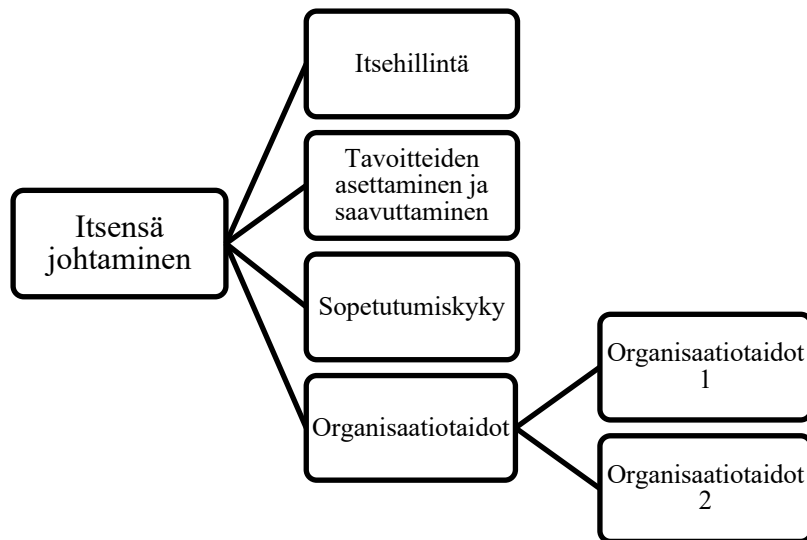 Itsehillintä
Tavoitteiden
asettaminen ja
saavuttaminen
Itsensä
johtaminen
Sopetutumiskyky
Organisaatiotaidot
Organisaatiotaidot
1
Organisaatiotaidot
2